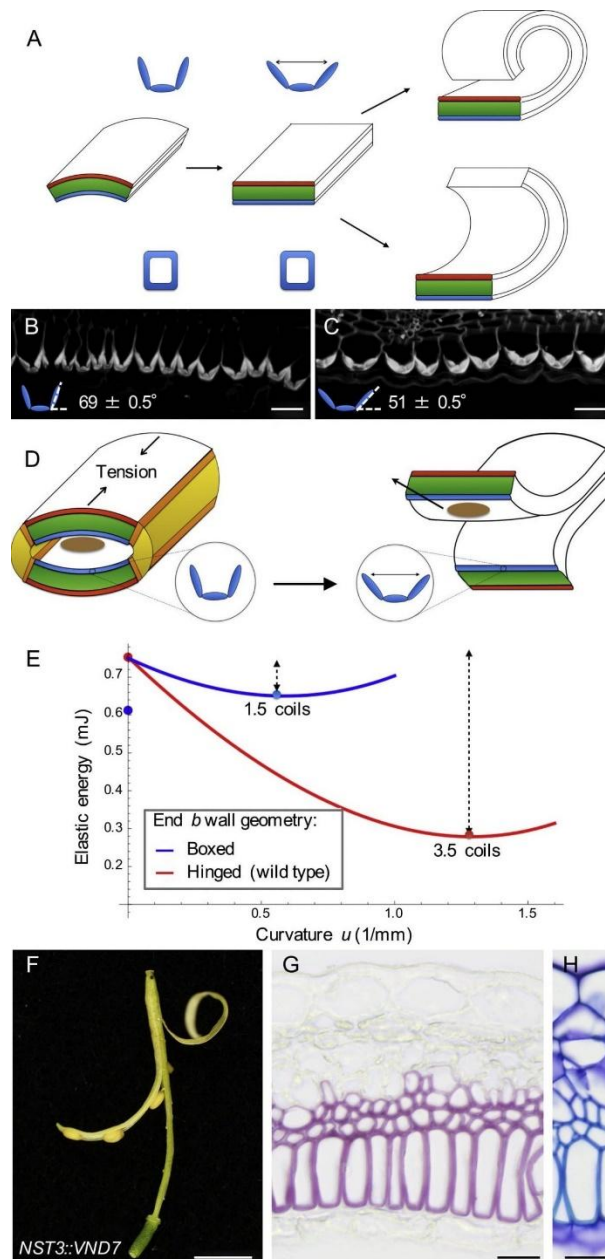 A
B
69 ± 0.5°
C
51 ± 0.5°
D
Tension
E
Elastic energy (mJ)
0.7
0.6
0.5
0.4
0.3
0.2
1.5 coils
3.5 coils
End b wall geometry:
Boxed
Hinged (wild type)
0.5
1.0
1.5
Curvature u (1/mm)
F
NST3::VND7
G
H